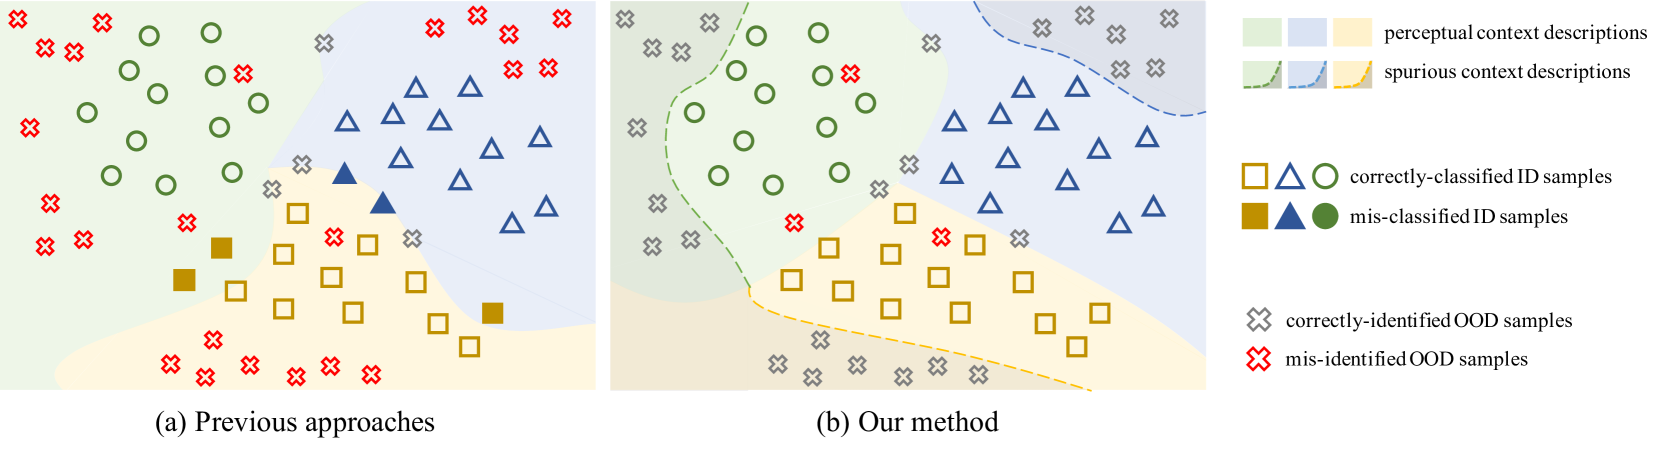 perceptual context descriptions
spurious context descriptions
correctly-classified ID samples
mis-classified ID samples
correctly-identified OOD samples
mis-identified OOD samples
(a) Previous approaches
(b) Our method